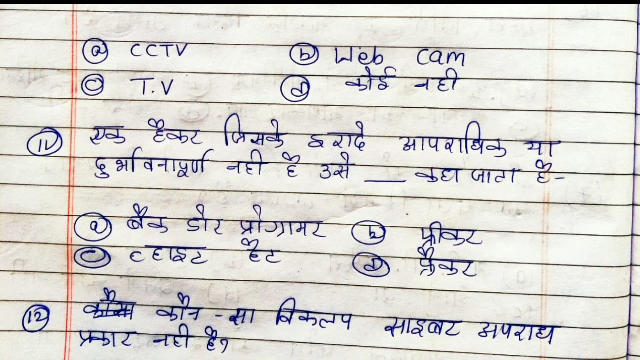 (a) CCTV (b) Web cam
(c) T.V (d) कोई नही
(11) एक हैकर जिसके इरादे आपराधिक या
दुर्भावनापूर्ण नही है उसे ___ कहा जाता है-
(a) बैक डोर प्रोग्रामर (b) फ्रीकर
(c) व्हाइट हैट (d) क्रैकर
(12) कौन-सा विकल्प साइबर अपराध
प्रकार नही है?